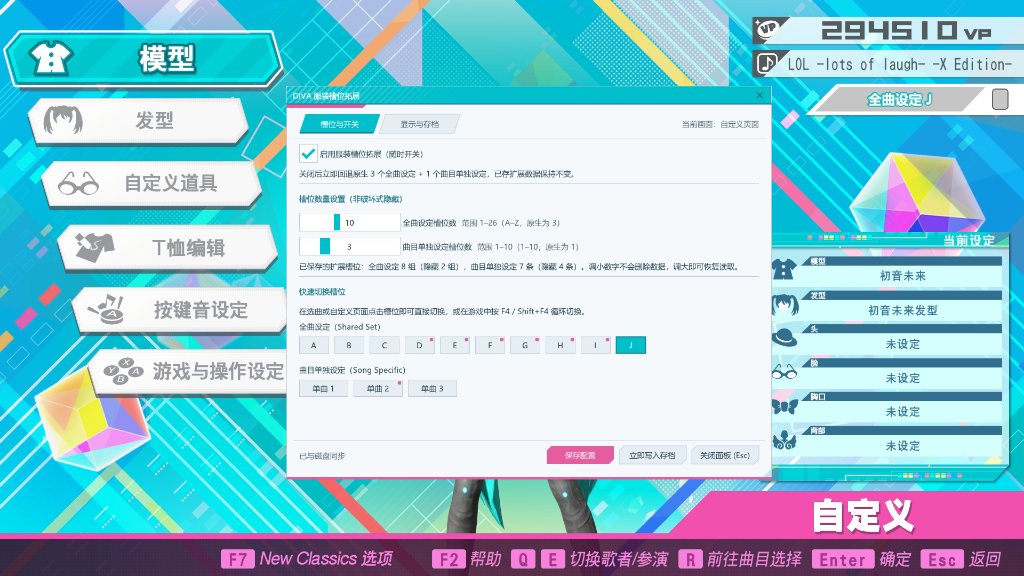 294510 VP
LOL -lots of laugh- -X Edition-
全曲设定 J
模型
发型
自定义道具
T恤编辑
按键音设定
游戏与操作设定
DIVA 服装槽位拓展
×
槽位与开关
显示与存档
当前画面: 自定义页面
启用服装槽位拓展 (随时开关)
关闭后立即回退原生 3 个全曲设定 + 1 个曲目单独设定, 已存扩展数据保持不变。
槽位数量设置 (非破坏式隐藏)
10 全曲设定槽位数 范围 1-26 (A-Z, 原生为 3)
3 曲目单独设定槽位数 范围 1-10 (1-10, 原生为 1)
已保存的扩展槽位: 全曲设定 8 组 (隐藏 2 组) , 曲目单独设定 7 条 (隐藏 4 条) 。调小数字不会删除数据, 调大即可恢复读取。
快速切换槽位
在选曲或自定义页面点击槽位即可直接切换, 或在游戏中按 F4 / Shift+F4 循环切换。
全曲设定 (Shared Set)
A B C D E F G H I J
曲目单独设定 (Song Specific)
单曲 1 单曲 2 单曲 3
已与磁盘同步
保存配置
立即写入存档
关闭面板 (Esc)
当前设定
模型
初音未来
发型
初音未来发型
头
未设定
脸
未设定
胸口
未设定
背部
未设定
自定义
F7 New Classics 选项
F2 帮助
Q E 切换歌者/参演
R 前往曲目选择
Enter 确定
Esc 返回